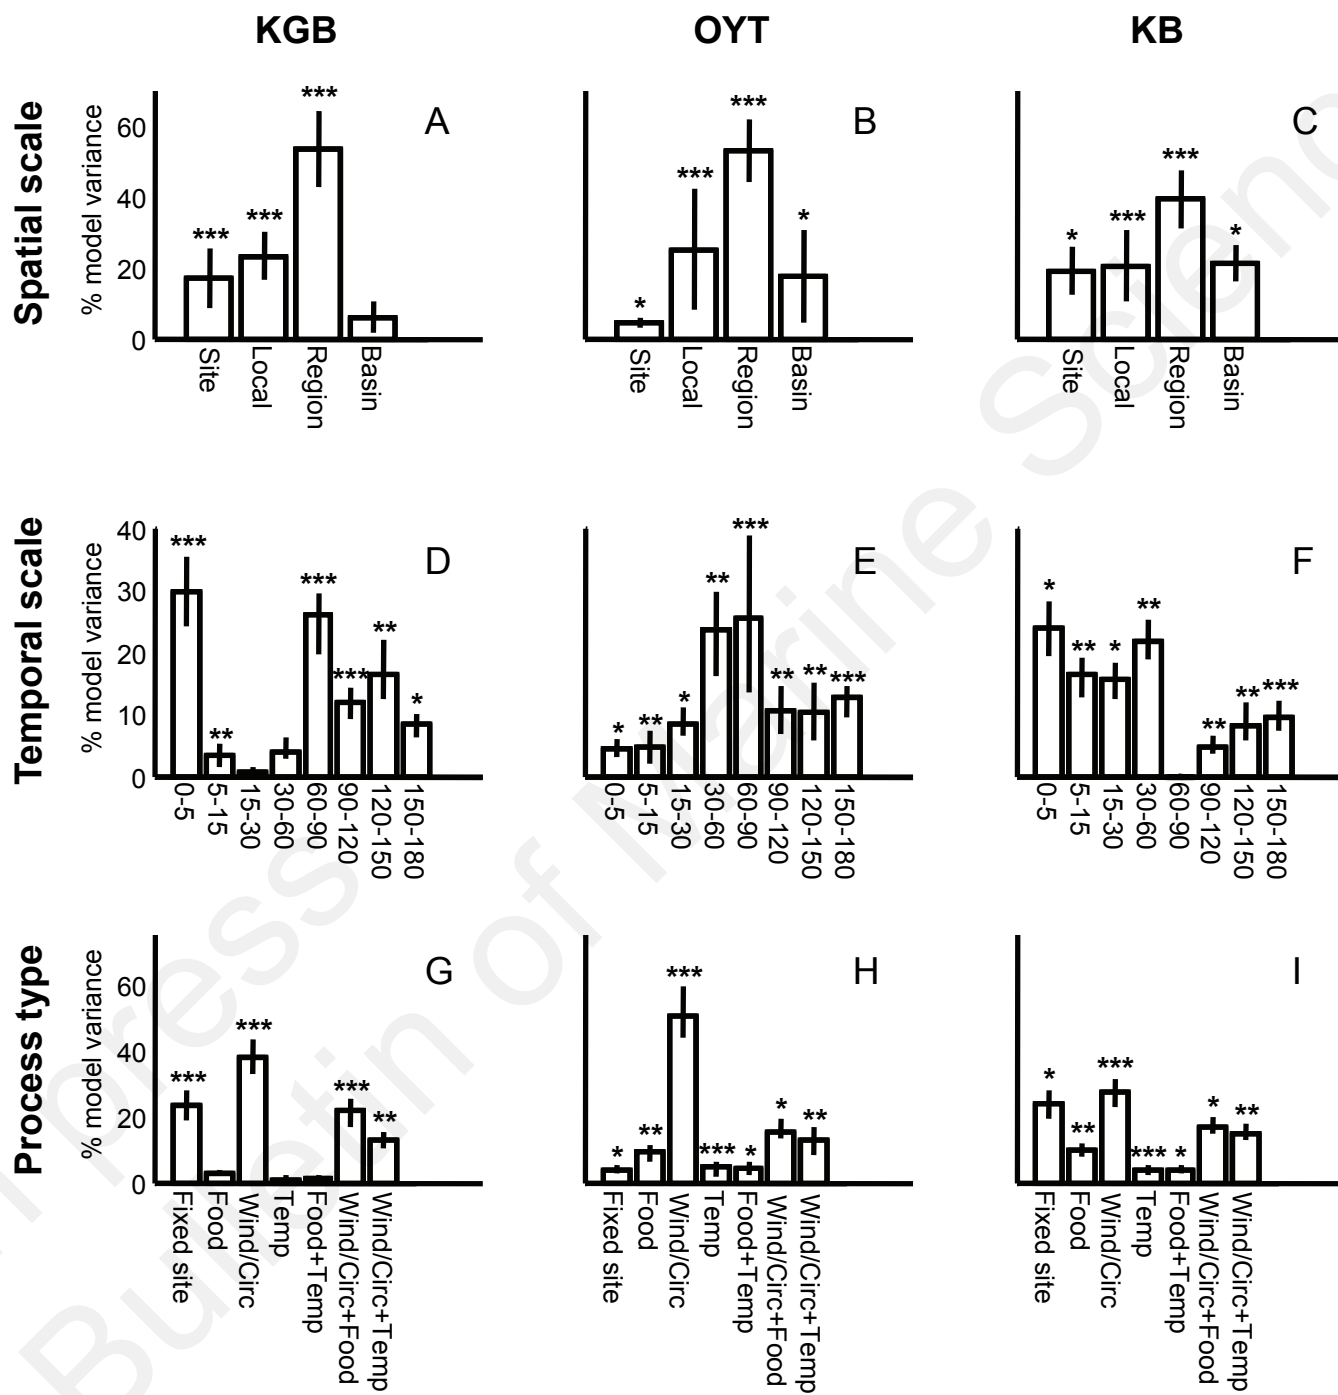 KGB OYT KB
Spatial scale
% model variance
60
40
20
0
A
*** *** ***
Site Local Region Basin
B
* *** *** *
Site Local Region Basin
C
* *** *** *
Site Local Region Basin
Temporal scale
% model variance
40
30
20
10
0
D
*** ** *** *** ** *
0-5 5-15 15-30 30-60 60-90 90-120 120-150 150-180
E
* ** * ** *** ** ** ***
0-5 5-15 15-30 30-60 60-90 90-120 120-150 150-180
F
* ** * ** ** ** ***
0-5 5-15 15-30 30-60 60-90 90-120 120-150 150-180
Process type
% model variance
60
40
20
0
G
*** *** *** **
Fixed site Food Wind/Circ Temp Food+Temp Wind/Circ+Food Wind/Circ+Temp
H
* ** *** *** * * **
Fixed site Food Wind/Circ Temp Food+Temp Wind/Circ+Food Wind/Circ+Temp
I
* ** *** *** * * **
Fixed site Food Wind/Circ Temp Food+Temp Wind/Circ+Food Wind/Circ+Temp
press
Bulletin of Marine Scienc